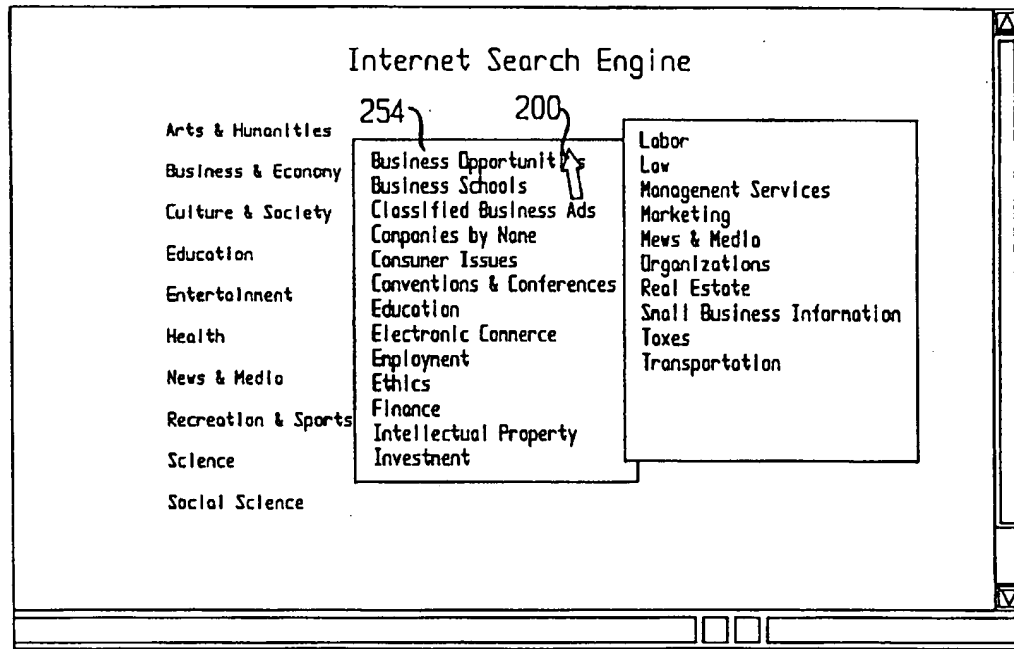 Internet Search Engine
254
200
Arts & Humanities
Business & Economy
Culture & Society
Education
Entertainment
Health
News & Media
Recreation & Sports
Science
Social Science
Business Opportunities
Business Schools
Classified Business Ads
Companies by Name
Consumer Issues
Conventions & Conferences
Education
Electronic Commerce
Employment
Ethics
Finance
Intellectual Property
Investment
Labor
Law
Management Services
Marketing
News & Media
Organizations
Real Estate
Small Business Information
Taxes
Transportation